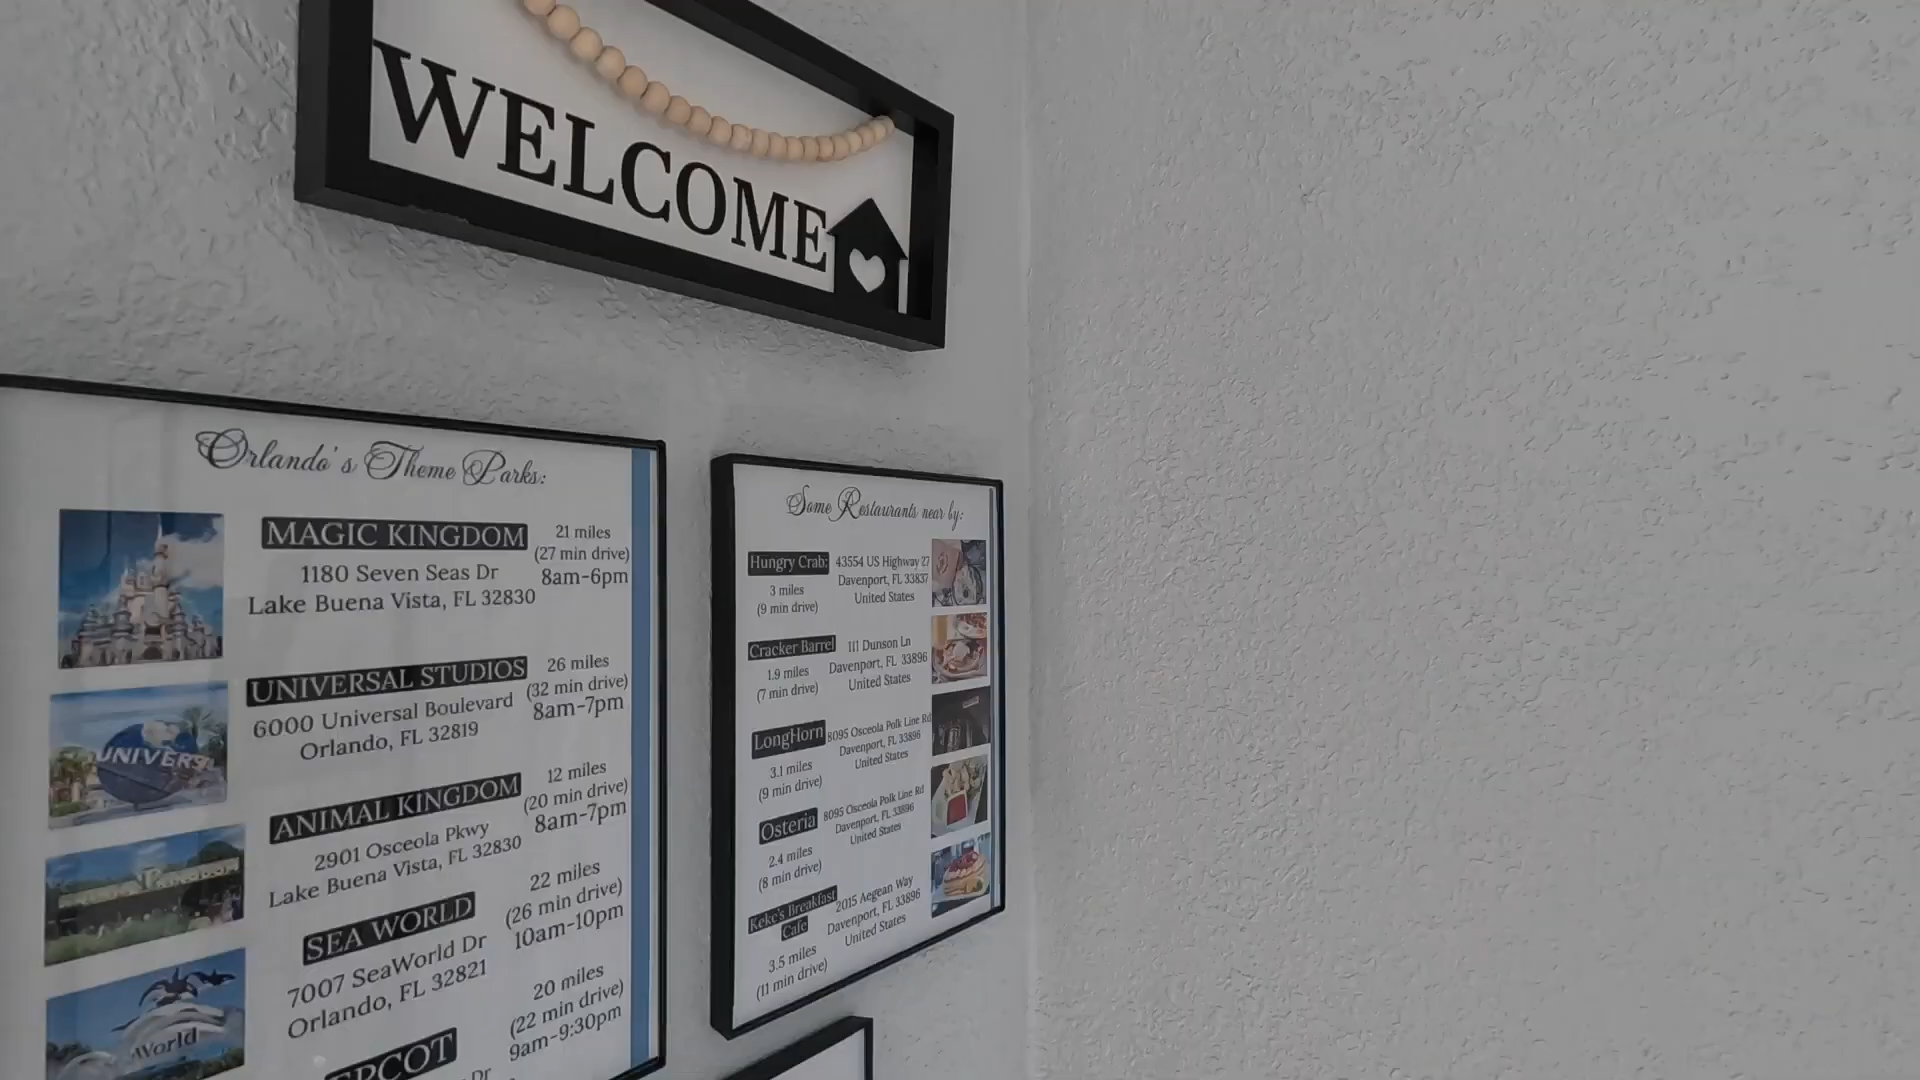 WELCOME
Orlando's Theme Parks:
MAGIC KINGDOM
1180 Seven Seas Dr
Lake Buena Vista, FL 32830
21 miles
(27 min drive)
8am-6pm
UNIVERSAL STUDIOS
6000 Universal Boulevard
Orlando, FL 32819
26 miles
(32 min drive)
8am-7pm
UNIVERS
ANIMAL KINGDOM
2901 Osceola Pkwy
Lake Buena Vista, FL 32830
12 miles
(20 min drive)
8am-7pm
SEA WORLD
7007 SeaWorld Dr
Orlando, FL 32821
22 miles
(26 min drive)
10am-10pm
World
EPCOT
Dr
20 miles
(22 min drive)
9am-9:30pm
Some Restaurants near by:
Hungry Crab:
3 miles
(9 min drive)
43554 US Highway 27
Davenport, FL 33837
United States
Cracker Barrel
1.9 miles
(7 min drive)
111 Dunson Ln
Davenport, FL 33896
United States
LongHorn
3.1 miles
(9 min drive)
8095 Osceola Polk Line Rd
Davenport, FL 33896
United States
Osteria
2.4 miles
(8 min drive)
8095 Osceola Polk Line Rd
Davenport, FL 33896
United States
Keke's Breakfast
Cafe
3.5 miles
(11 min drive)
2015 Aegean Way
Davenport, FL 33896
United States